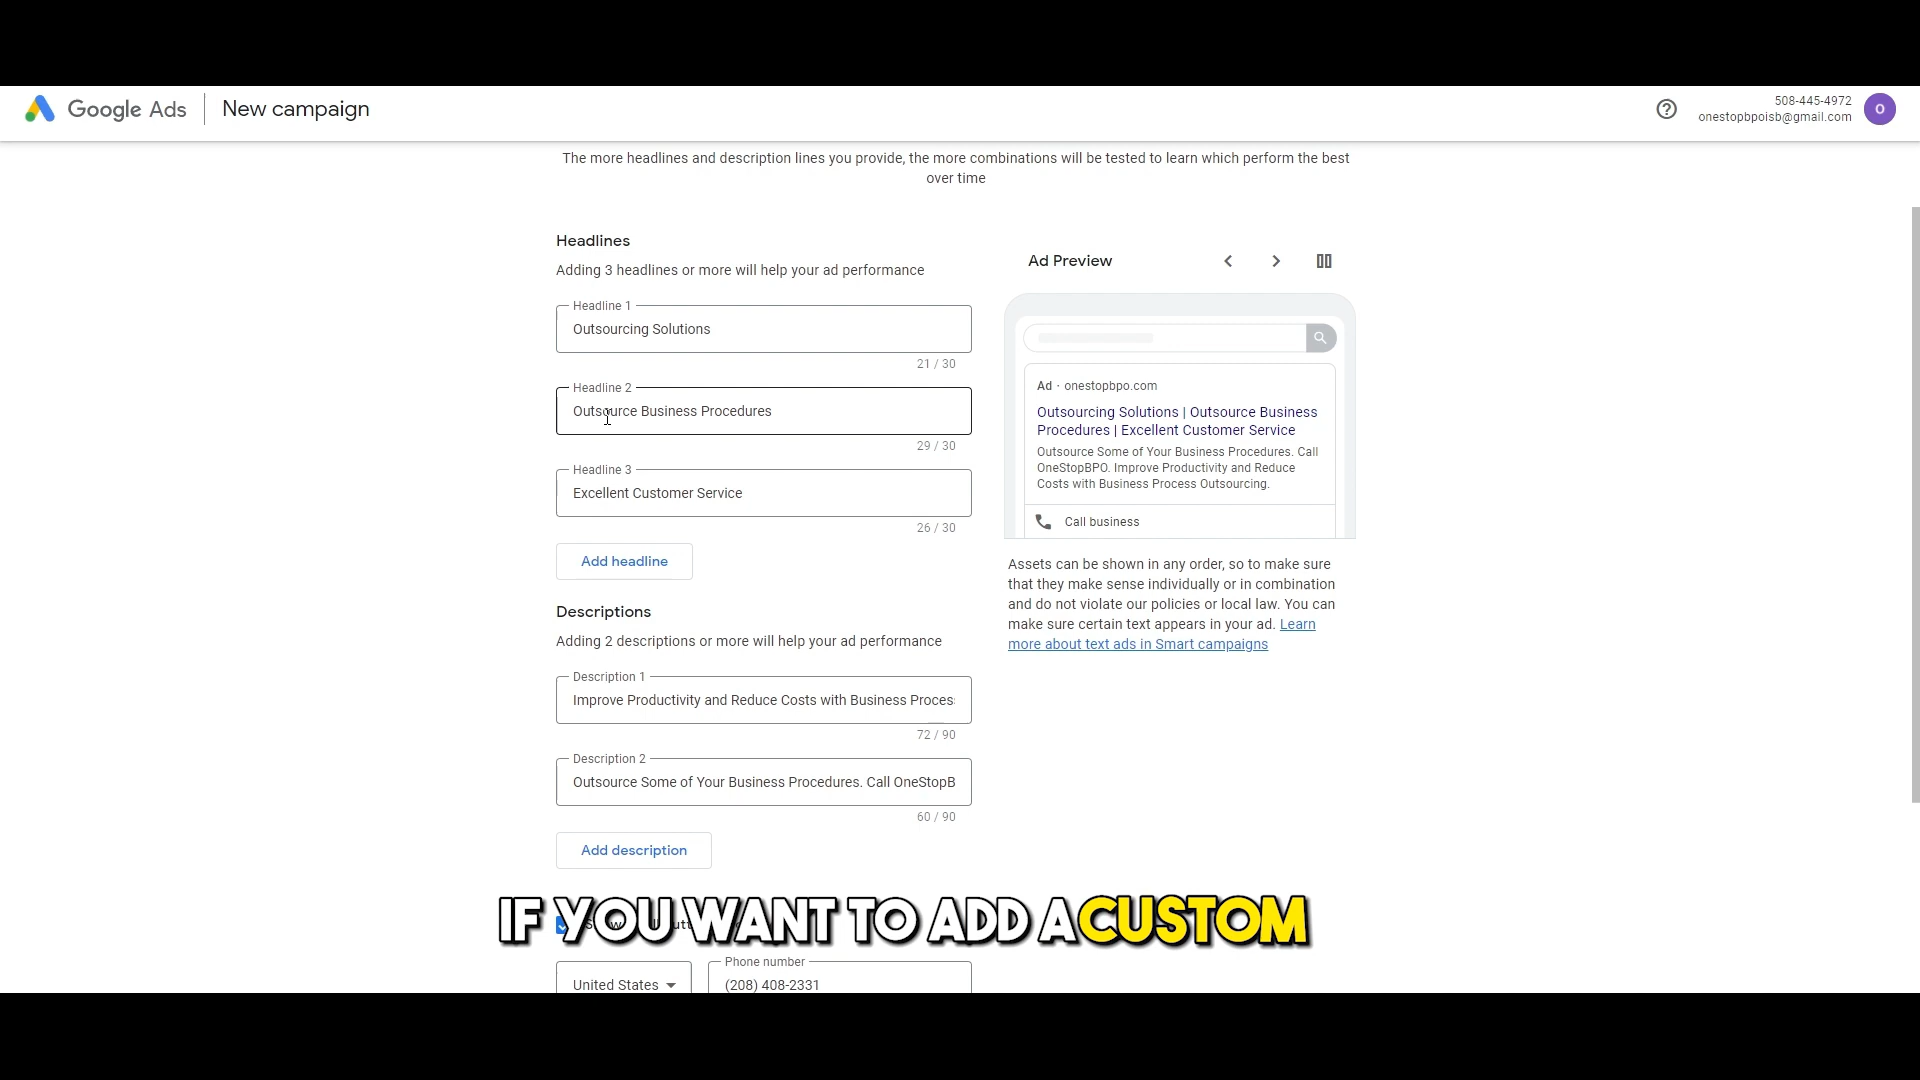 Google Ads
New campaign
508-445-4972
onestopbpoisb@gmail.com
O
The more headlines and description lines you provide, the more combinations will be tested to learn which perform the best
over time
Headlines
Adding 3 headlines or more will help your ad performance
Headline 1
Outsourcing Solutions
21 / 30
Headline 2
Outsource Business Procedures
29 / 30
Headline 3
Excellent Customer Service
26 / 30
Add headline
Descriptions
Adding 2 descriptions or more will help your ad performance
Description 1
Improve Productivity and Reduce Costs with Business Proces
72 / 90
Description 2
Outsource Some of Your Business Procedures. Call OneStopB
60 / 90
Add description
United States
Phone number
(208) 408-2331
Ad Preview
Ad · onestopbpo.com
Outsourcing Solutions | Outsource Business
Procedures | Excellent Customer Service
Outsource Some of Your Business Procedures. Call
OneStopBPO. Improve Productivity and Reduce
Costs with Business Process Outsourcing.
Call business
Assets can be shown in any order, so to make sure
that they make sense individually or in combination
and do not violate our policies or local law. You can
make sure certain text appears in your ad. Learn
more about text ads in Smart campaigns
IF YOU WANT TO ADD A CUSTOM